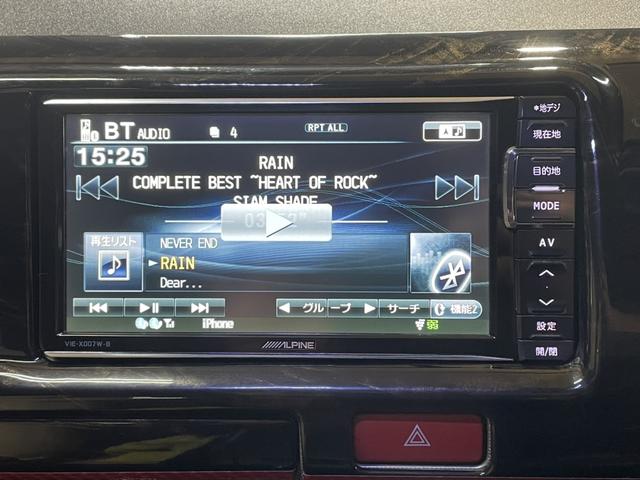 BT AUDIO 4 RPT ALL
15:25
RAIN
COMPLETE BEST ~HEART OF ROCK~
SIAM SHADE
再生リスト
NEVER END
RAIN
Dear...
グループ サーチ 機能2
iPhone 弱
VIE-X007W-B
ALPINE
*地デジ
現在地
目的地
MODE
AV
設定
開/閉